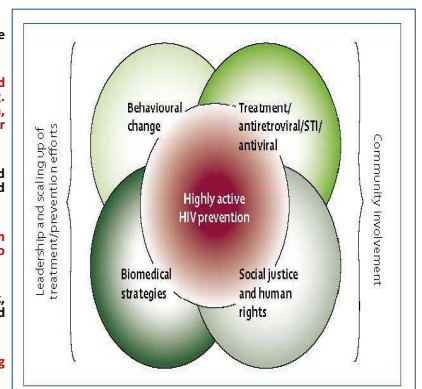 Leadership and scaling up of
treatment/prevention efforts
Behavioural
change
Treatment/
antiretroviral/STI/
antiviral
Highly active
HIV prevention
Biomedical
strategies
Social justice
and human
rights
Community involvement